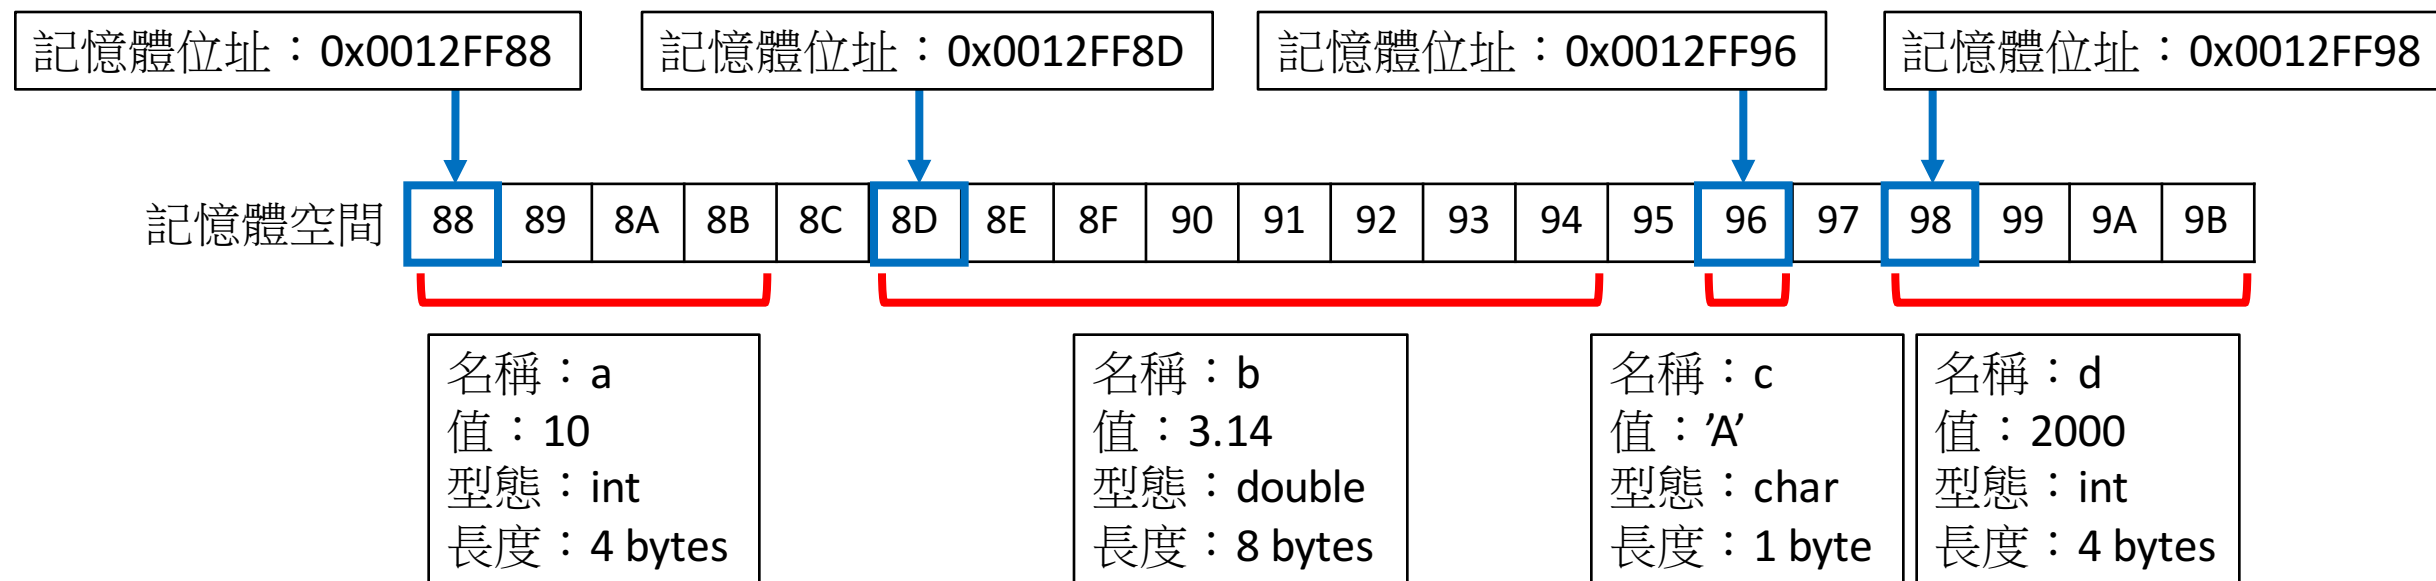 記憶體位址：0x0012FF88
記憶體位址：0x0012FF8D
記憶體位址：0x0012FF96
記憶體位址：0x0012FF98
記憶體空間 88 89 8A 8B 8C 8D 8E 8F 90 91 92 93 94 95 96 97 98 99 9A 9B
名稱：a
值：10
型態：int
長度：4 bytes
名稱：b
值：3.14
型態：double
長度：8 bytes
名稱：c
值：’A’
型態：char
長度：1 byte
名稱：d
值：2000
型態：int
長度：4 bytes